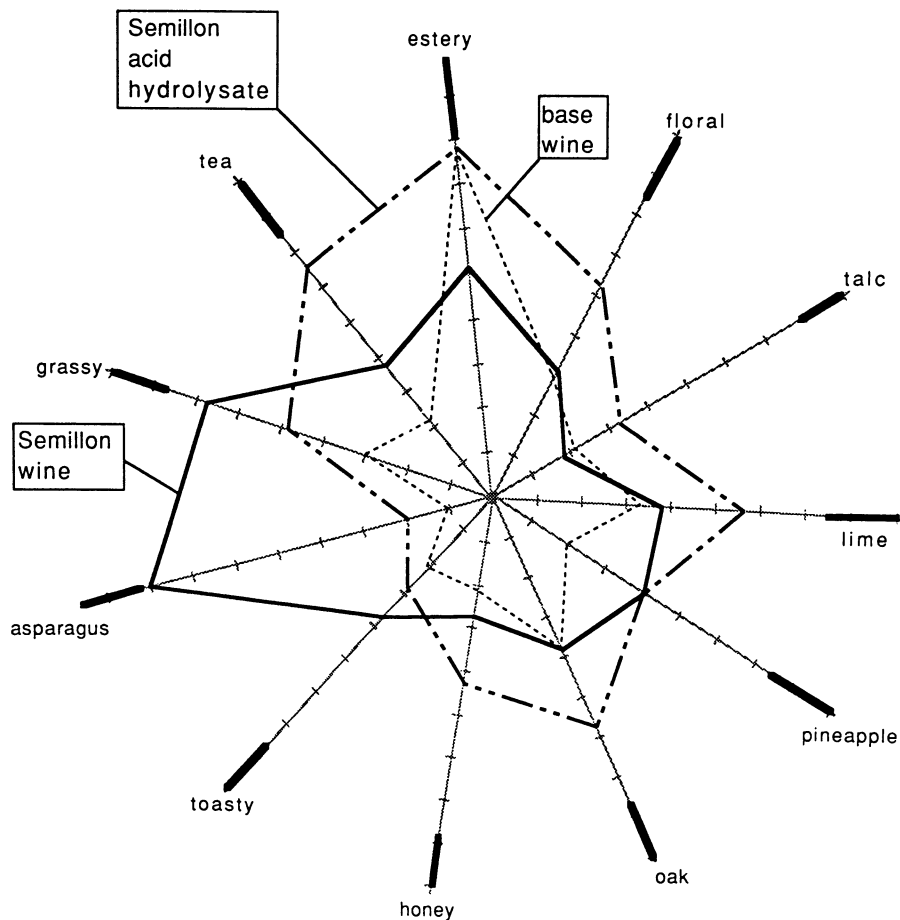 Semillon
acid
hydrolysate
estery
base
wine
floral
tea
talc
grassy
Semillon
wine
lime
asparagus
pineapple
toasty
oak
honey